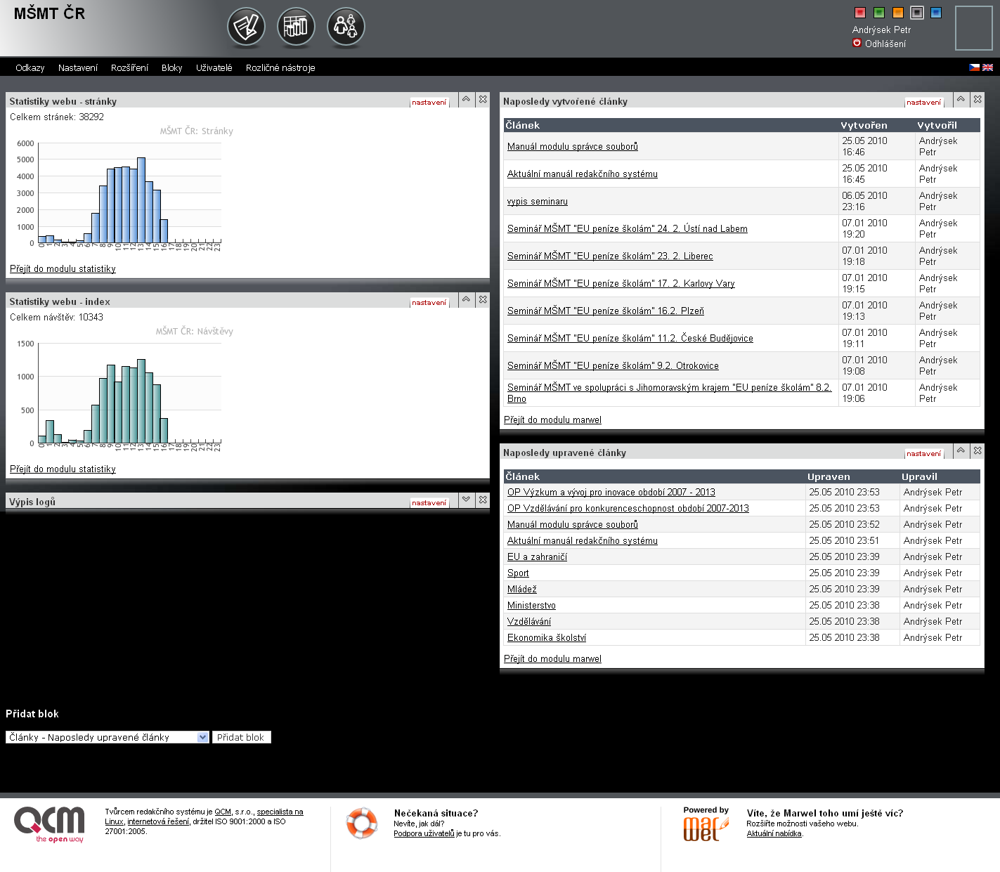 MŠMT ČR
Andrýsek Petr
Odhlášení
Odkazy Nastavení Rozšíření Bloky Uživatelé Rozličné nástroje
Statistiky webu - stránky nastavení
Celkem stránek: 38292
MŠMT ČR: Stránky
6000
5000
4000
3000
2000
1000
0
0 1 2 3 4 5 6 7 8 9 10 11 12 13 14 15 16 17 18 19 20 21 22 23
Přejít do modulu statistiky
Statistiky webu - index nastavení
Celkem návštěv: 10343
MŠMT ČR: Návštěvy
1500
1000
500
0
0 1 2 3 4 5 6 7 8 9 10 11 12 13 14 15 16 17 18 19 20 21 22 23
Přejít do modulu statistiky
Výpis logů nastavení
Naposledy vytvořené články nastavení
Článek Vytvořen Vytvořil
Manuál modulu správce souborů 25.05 2010 16:46 Andrýsek Petr
Aktuální manuál redakčního systému 25.05 2010 16:45 Andrýsek Petr
vypis seminaru 06.05 2010 23:16 Andrýsek Petr
Seminář MŠMT "EU peníze školám" 24. 2. Ústí nad Labem 07.01 2010 19:20 Andrýsek Petr
Seminář MŠMT "EU peníze školám" 23. 2. Liberec 07.01 2010 19:18 Andrýsek Petr
Seminář MŠMT "EU peníze školám" 17. 2. Karlovy Vary 07.01 2010 19:15 Andrýsek Petr
Seminář MŠMT "EU peníze školám" 16.2. Plzeň 07.01 2010 19:13 Andrýsek Petr
Seminář MŠMT "EU peníze školám" 11.2. České Budějovice 07.01 2010 19:11 Andrýsek Petr
Seminář MŠMT "EU peníze školám" 9.2. Otrokovice 07.01 2010 19:08 Andrýsek Petr
Seminář MŠMT ve spolupráci s Jihomoravským krajem "EU peníze školám" 8.2. Brno 07.01 2010 19:06 Andrýsek Petr
Přejít do modulu marwel
Naposledy upravené články nastavení
Článek Upraven Upravil
OP Výzkum a vývoj pro inovace období 2007 - 2013 25.05 2010 23:53 Andrýsek Petr
OP Vzdělávání pro konkurenceschopnost období 2007-2013 25.05 2010 23:53 Andrýsek Petr
Manuál modulu správce souborů 25.05 2010 23:52 Andrýsek Petr
Aktuální manuál redakčního systému 25.05 2010 23:51 Andrýsek Petr
EU a zahraničí 25.05 2010 23:39 Andrýsek Petr
Sport 25.05 2010 23:39 Andrýsek Petr
Mládež 25.05 2010 23:39 Andrýsek Petr
Ministerstvo 25.05 2010 23:38 Andrýsek Petr
Vzdělávání 25.05 2010 23:38 Andrýsek Petr
Ekonomika školství 25.05 2010 23:38 Andrýsek Petr
Přejít do modulu marwel
Přidat blok
Články - Naposledy upravené články Přidat blok
QCM
the open way
Tvůrcem redakčního systému je QCM, s.r.o., specialista na
Linux, internetová řešení, držitel ISO 9001:2000 a ISO
27001:2005.
Nečekaná situace?
Nevíte, jak dál?
Podpora uživatelů je tu pro vás.
Powered by
marwel
Víte, že Marwel toho umí ještě víc?
Rozšiřte možnosti vašeho webu.
Aktuální nabídka.